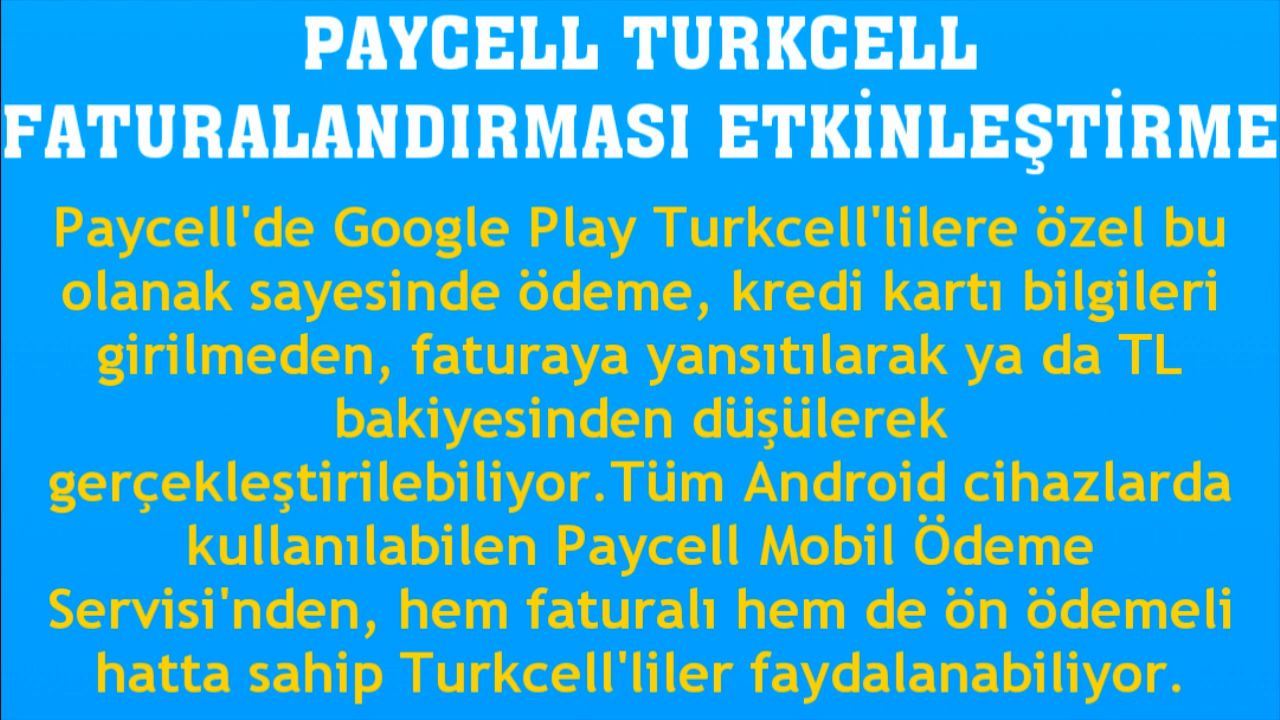 PAYCELL TURKCELL
FATURALANDIRMASI ETKİNLEŞTİRME
Paycell'de Google Play Turkcell'lilere özel bu
olanak sayesinde ödeme, kredi kartı bilgileri
girilmeden, faturaya yansıtılarak ya da TL
bakiyesinden düşülerek
gerçekleştirilebiliyor.Tüm Android cihazlarda
kullanılabilen Paycell Mobil Ödeme
Servisi'nden, hem faturalı hem de ön ödemeli
hatta sahip Turkcell'liler faydalanabiliyor.